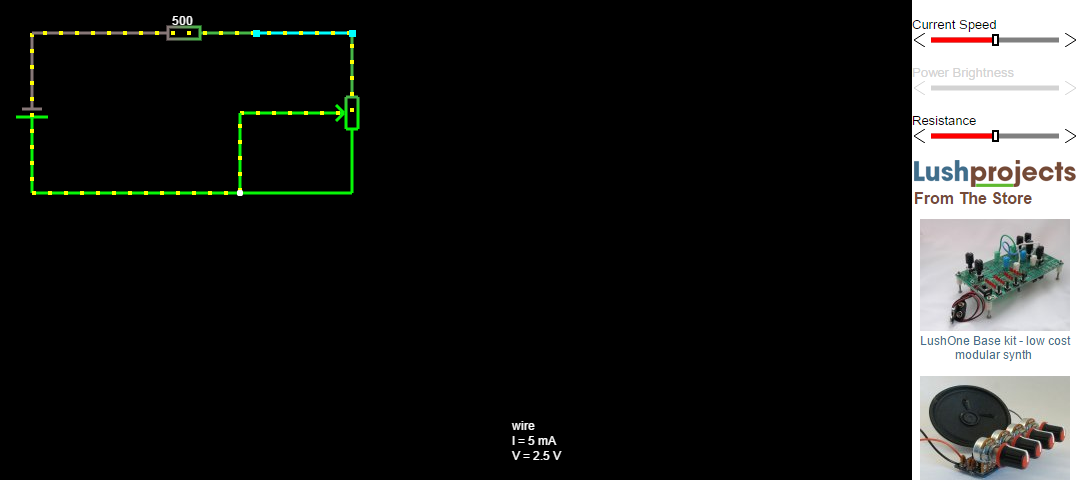 500
Current Speed
Power Brightness
Resistance
Lushprojects
From The Store
LushOne Base kit - low cost
modular synth
wire
I = 5 mA
V = 2.5 V